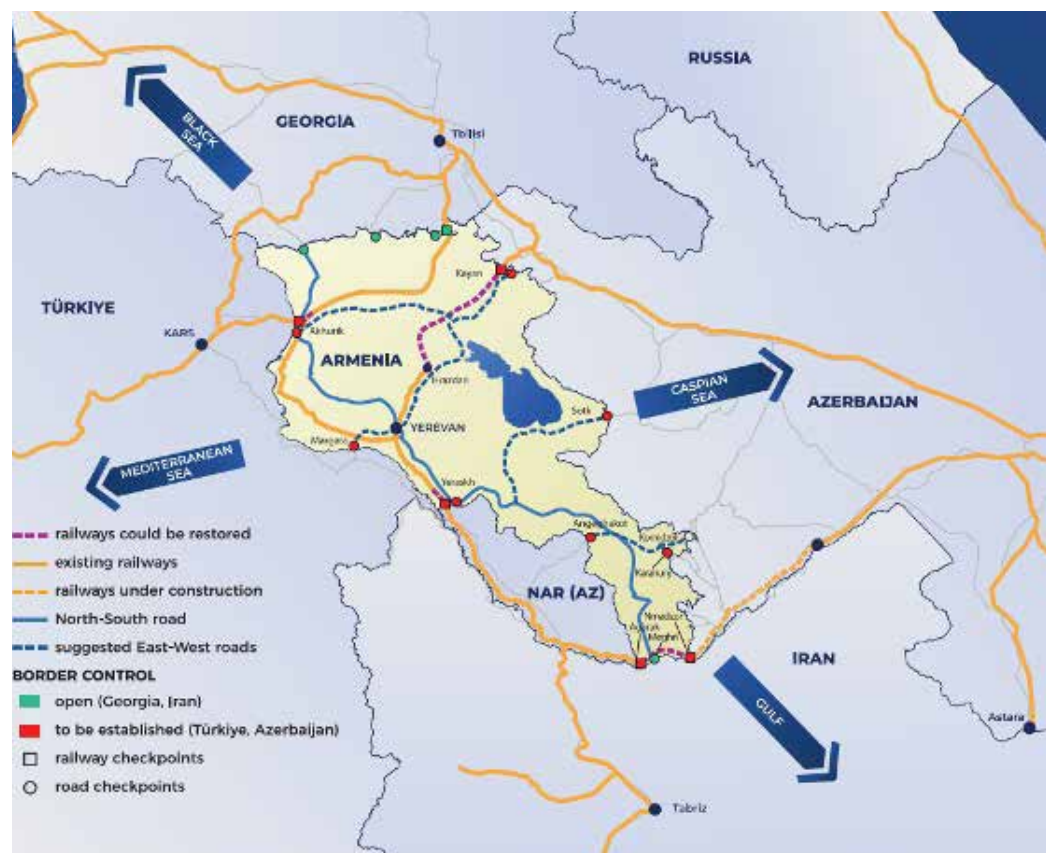 RUSSIA
BLACK
SEA
GEORGIA
Tbilisi
TÜRKIYE
KARS
Akhurik
ARMENIA
Hrazdan
CASPIAN
SEA
AZERBAIJAN
Sotk
YEREVAN
Margara
MEDITERRANEAN
SEA
Yeraskh
Karahunj
NAR (AZ)
Agarak
Meghri
IRAN
GULF
Astara
Tabriz
railways could be restored
existing railways
railways under construction
North-South road
suggested East-West roads
BORDER CONTROL
open (Georgia, Iran)
to be established (Türkiye, Azerbaijan)
railway checkpoints
road checkpoints